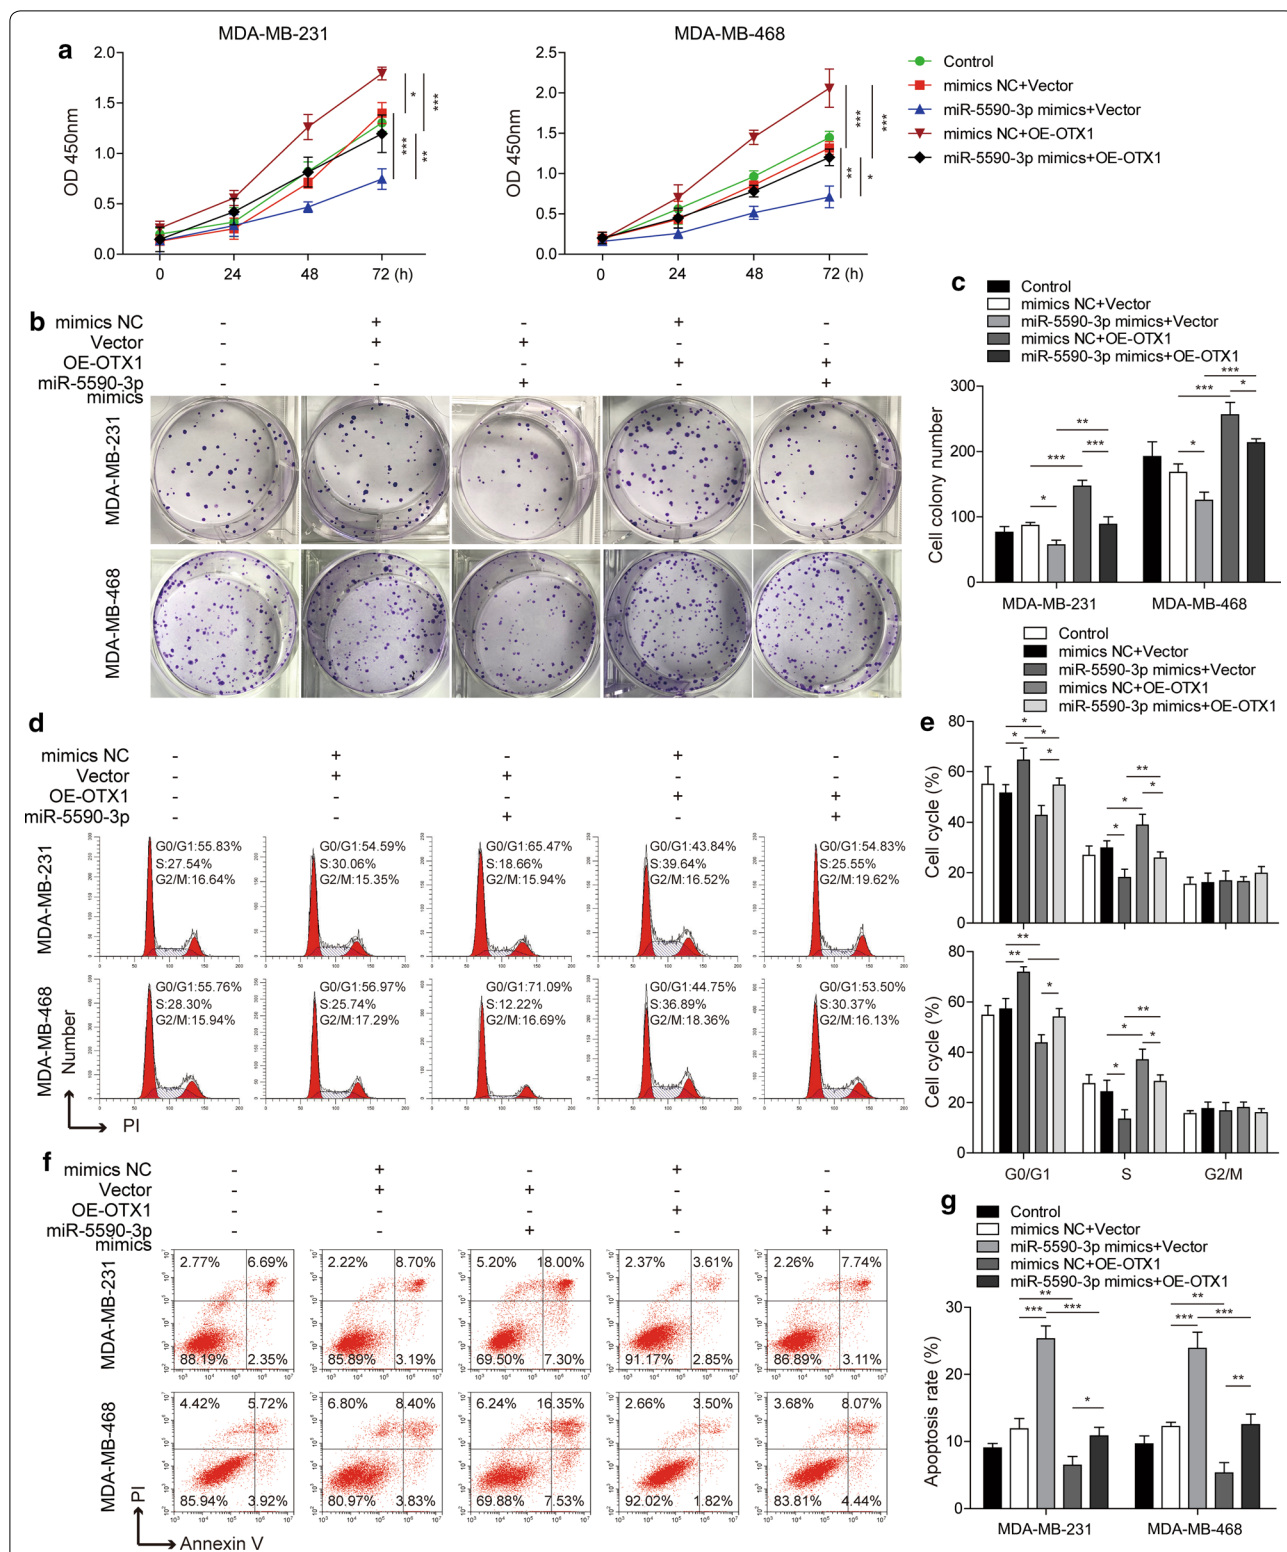 a
MDA-MB-231
MDA-MB-468
OD 450nm
2.0
1.5
1.0
0.5
0.0
0 24 48 72 (h)
* *** *** **
OD 450nm
2.5
2.0
1.5
1.0
0.5
0.0
0 24 48 72 (h)
*** *** ** *
Control
mimics NC+Vector
miR-5590-3p mimics+Vector
mimics NC+OE-OTX1
miR-5590-3p mimics+OE-OTX1
b
mimics NC - + - + -
Vector - + + - -
OE-OTX1 - - - + +
miR-5590-3p mimics - - + - +
MDA-MB-231
MDA-MB-468
c
Control
mimics NC+Vector
miR-5590-3p mimics+Vector
mimics NC+OE-OTX1
miR-5590-3p mimics+OE-OTX1
Cell colony number
300
200
100
0
* *** ** ***
* *** *** *
MDA-MB-231 MDA-MB-468
d
mimics NC - + - + -
Vector - + + - -
OE-OTX1 - - - + +
miR-5590-3p - - + - +
MDA-MB-231
G0/G1:55.83%
S:27.54%
G2/M:16.64%
G0/G1:54.59%
S:30.06%
G2/M:15.35%
G0/G1:65.47%
S:18.66%
G2/M:15.94%
G0/G1:43.84%
S:39.64%
G2/M:16.52%
G0/G1:54.83%
S:25.55%
G2/M:19.62%
MDA-MB-468
G0/G1:55.76%
S:28.30%
G2/M:15.94%
G0/G1:56.97%
S:25.74%
G2/M:17.29%
G0/G1:71.09%
S:12.22%
G2/M:16.69%
G0/G1:44.75%
S:36.89%
G2/M:18.36%
G0/G1:53.50%
S:30.37%
G2/M:16.13%
Number
PI
Control
mimics NC+Vector
miR-5590-3p mimics+Vector
mimics NC+OE-OTX1
miR-5590-3p mimics+OE-OTX1
e
Cell cycle (%)
80
60
40
20
0
* * * *
* * ** *
Cell cycle (%)
80
60
40
20
0
** ** *
* * ** *
G0/G1 S G2/M
f
mimics NC - + - + -
Vector - + + - -
OE-OTX1 - - - + +
miR-5590-3p mimics - - + - +
MDA-MB-231
2.77% 6.69%
88.19% 2.35%
2.22% 8.70%
85.89% 3.19%
5.20% 18.00%
69.50% 7.30%
2.37% 3.61%
91.17% 2.85%
2.26% 7.74%
86.89% 3.11%
MDA-MB-468
4.42% 5.72%
85.94% 3.92%
6.80% 8.40%
80.97% 3.83%
6.24% 16.35%
69.88% 7.53%
2.66% 3.50%
92.02% 1.82%
3.68% 8.07%
83.81% 4.44%
PI
Annexin V
g
Control
mimics NC+Vector
miR-5590-3p mimics+Vector
mimics NC+OE-OTX1
miR-5590-3p mimics+OE-OTX1
Apoptosis rate (%)
30
20
10
0
** *** *** *
** *** *** **
MDA-MB-231 MDA-MB-468